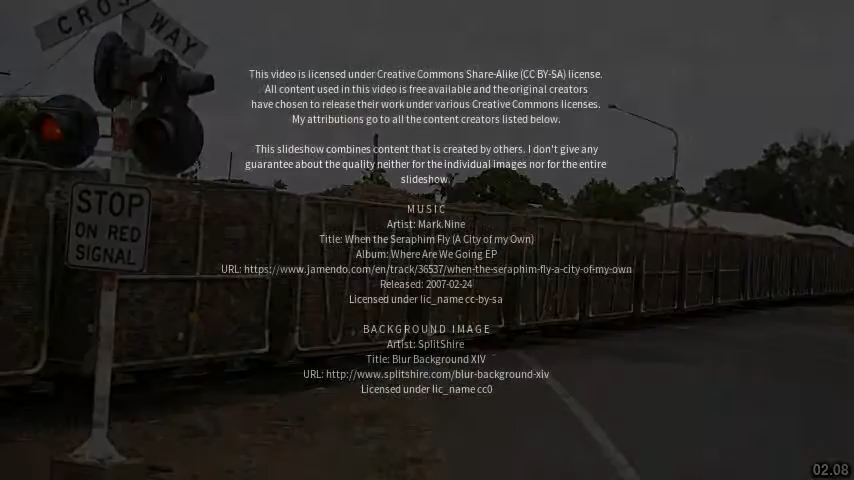 CROS WAY
This video is licensed under Creative Commons Share-Alike (CC BY-SA) license.
All content used in this video is free available and the original creators
have chosen to release their work under various Creative Commons licenses.
My attributions go to all the content creators listed below.
This slideshow combines content that is created by others. I don't give any
guarantee about the quality neither for the individual images nor for the entire
slideshow.
STOP
ON RED
SIGNAL
MUSIC
Artist: Mark.Nine
Title: When the Seraphim Fly (A City of my Own)
Album: Where Are We Going EP
URL: https://www.jamendo.com/en/track/36537/when-the-seraphim-fly-a-city-of-my-own
Released: 2007-02-24
Licensed under lic_name cc-by-sa
BACKGROUND IMAGE
Artist: SplitShire
Title: Blur Background XIV
URL: http://www.splitshire.com/blur-background-xiv
Licensed under lic_name cc0
02.08